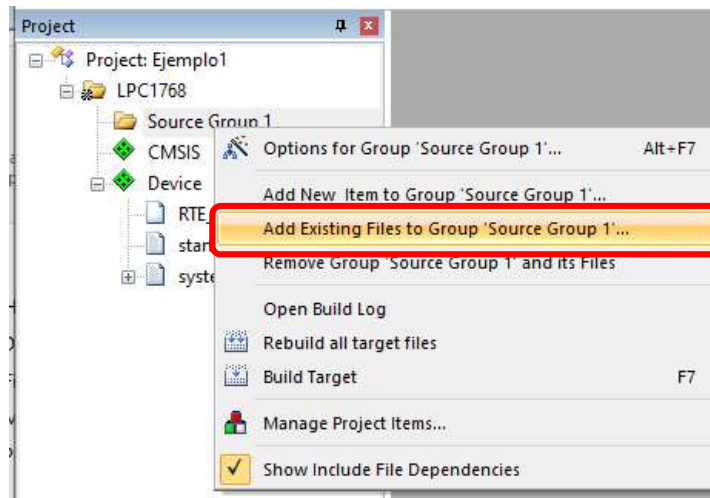 Project
Project: Ejemplo1
LPC1768
Source Group 1
CMSIS
Device
RTE_
star
syste
Options for Group 'Source Group 1'... Alt+F7
Add New Item to Group 'Source Group 1'...
Add Existing Files to Group 'Source Group 1'...
Remove Group 'Source Group 1' and its Files
Open Build Log
Rebuild all target files
Build Target F7
Manage Project Items...
Show Include File Dependencies